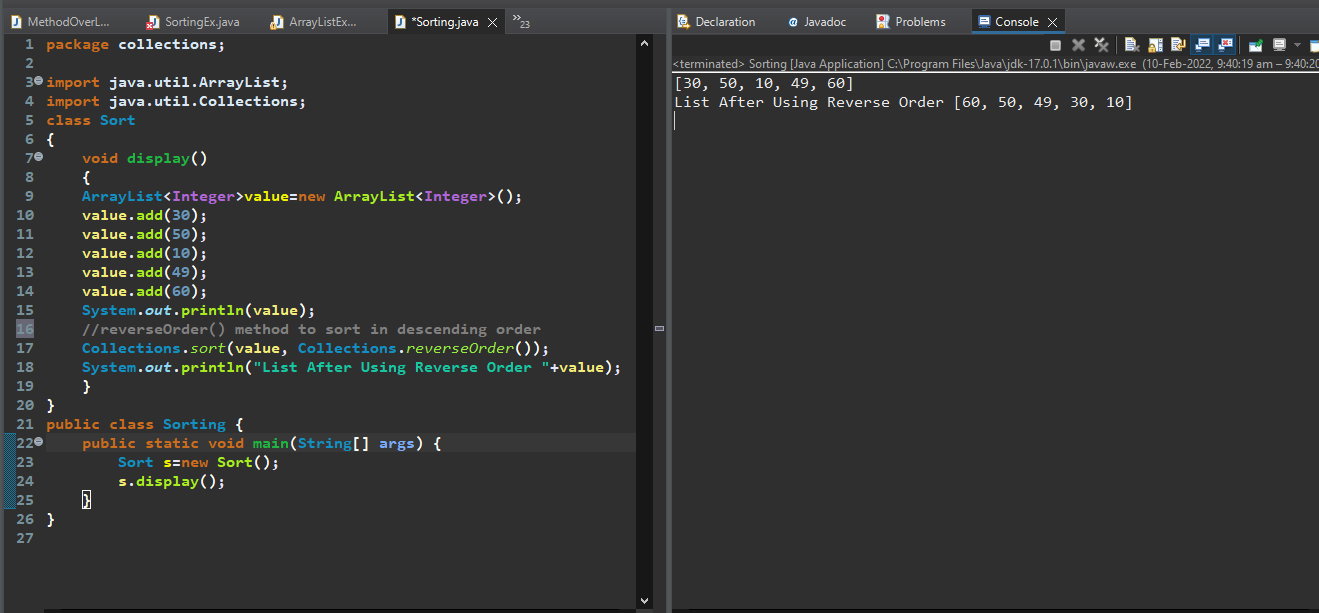 MethodOverL... SortingEx.java ArrayListEx... *Sorting.java 23
1 package collections;
2
3 import java.util.ArrayList;
4 import java.util.Collections;
5 class Sort
6 {
7 void display()
8 {
9 ArrayList<Integer>value=new ArrayList<Integer>();
10 value.add(30);
11 value.add(50);
12 value.add(10);
13 value.add(49);
14 value.add(60);
15 System.out.println(value);
16 //reverseOrder() method to sort in descending order
17 Collections.sort(value, Collections.reverseOrder());
18 System.out.println("List After Using Reverse Order "+value);
19 }
20 }
21 public class Sorting {
22 public static void main(String[] args) {
23 Sort s=new Sort();
24 s.display();
25 }
26 }
27
Declaration Javadoc Problems Console
<terminated> Sorting [Java Application] C:\Program Files\Java\jdk-17.0.1\bin\javaw.exe (10-Feb-2022, 9:40:19 am – 9:40:20
[30, 50, 10, 49, 60]
List After Using Reverse Order [60, 50, 49, 30, 10]